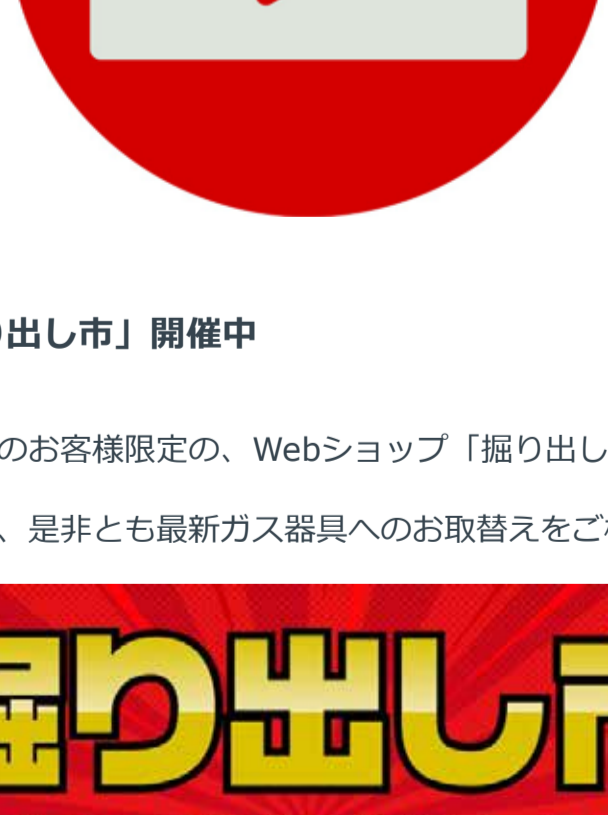 り出し市」開催中
のお客様限定の、Webショップ「掘り出し
、是非とも最新ガス器具へのお取替えをご
掘り出し市